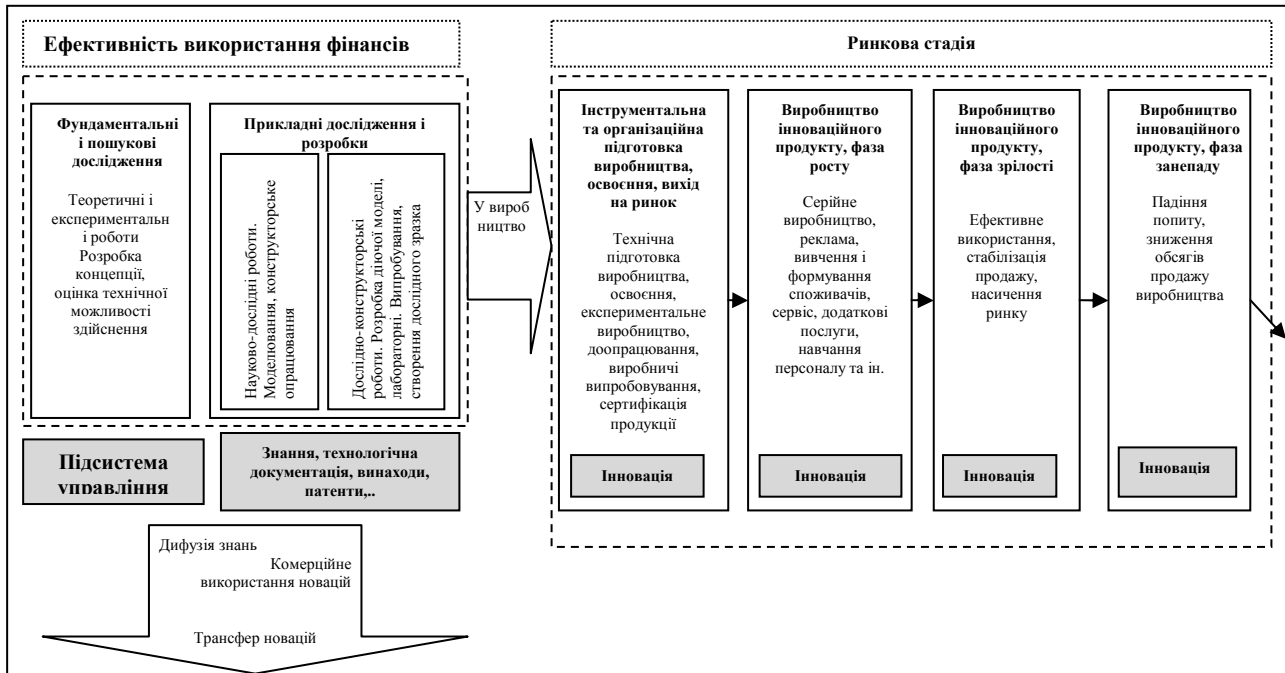 Ефективність використання фінансів
Фундаментальні
і пошукові
дослідження
Теоретичні і
експериментальн
і роботи
Розробка
концепції,
оцінка технічної
можливості
здійснення
Прикладні дослідження і
розробки
Науково-дослідні роботи.
Моделювання, конструкторське
опрацювання
Дослідно-конструкторські
роботи. Розробка діючої моделі,
лабораторні. Випробування,
створення дослідного зразка
Підсистема
управління
Знання, технологічна
документація, винаходи,
патенти,..
Дифузія знань
Комерційне
використання новацій
Трансфер новацій
У вироб
ництво
Ринкова стадія
Інструментальна
та організаційна
підготовка
виробництва,
освоєння, вихід
на ринок
Технічна
підготовка
виробництва,
освоєння,
експериментальне
виробництво,
доопрацювання,
виробничі
випробовування,
сертифікація
продукції
Інновація
Виробництво
інноваційного
продукту, фаза
росту
Серійне
виробництво,
реклама,
вивчення і
формування
споживачів,
сервіс, додаткові
послуги,
навчання
персоналу та ін.
Інновація
Виробництво
інноваційного
продукту,
фаза зрілості
Ефективне
використання,
стабілізація
продажу,
насичення
ринку
Інновація
Виробництво
інноваційного
продукту, фаза
занепаду
Падіння
попиту,
зниження
обсягів
продажу
виробництва
Інновація